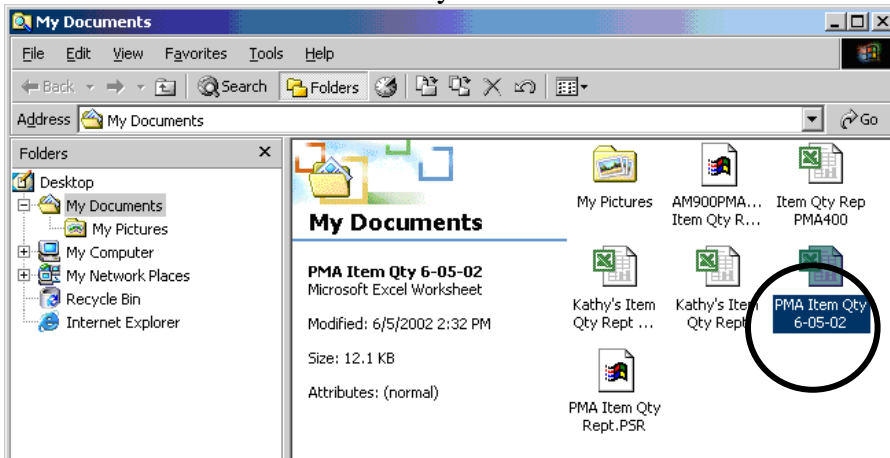 My Documents
File Edit View Favorites Tools Help
Back Search Folders
Address My Documents Go
Folders X
Desktop
My Documents
My Pictures
My Computer
My Network Places
Recycle Bin
Internet Explorer
My Documents
PMA Item Qty 6-05-02
Microsoft Excel Worksheet
Modified: 6/5/2002 2:32 PM
Size: 12.1 KB
Attributes: (normal)
My Pictures
AM900PMA...
Item Qty R...
Item Qty Rep
PMA400
Kathy's Item
Qty Rept ...
Kathy's Item
Qty Rept
PMA Item Qty
6-05-02
PMA Item Qty
Rept.PSR